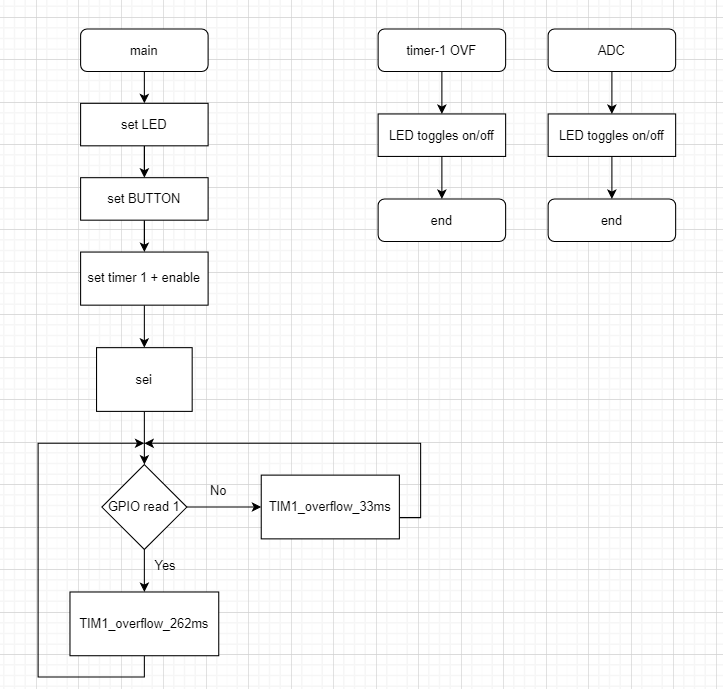 main
set LED
set BUTTON
set timer 1 + enable
sei
GPIO read 1
No
TIM1_overflow_33ms
Yes
TIM1_overflow_262ms
timer-1 OVF
LED toggles on/off
end
ADC
LED toggles on/off
end